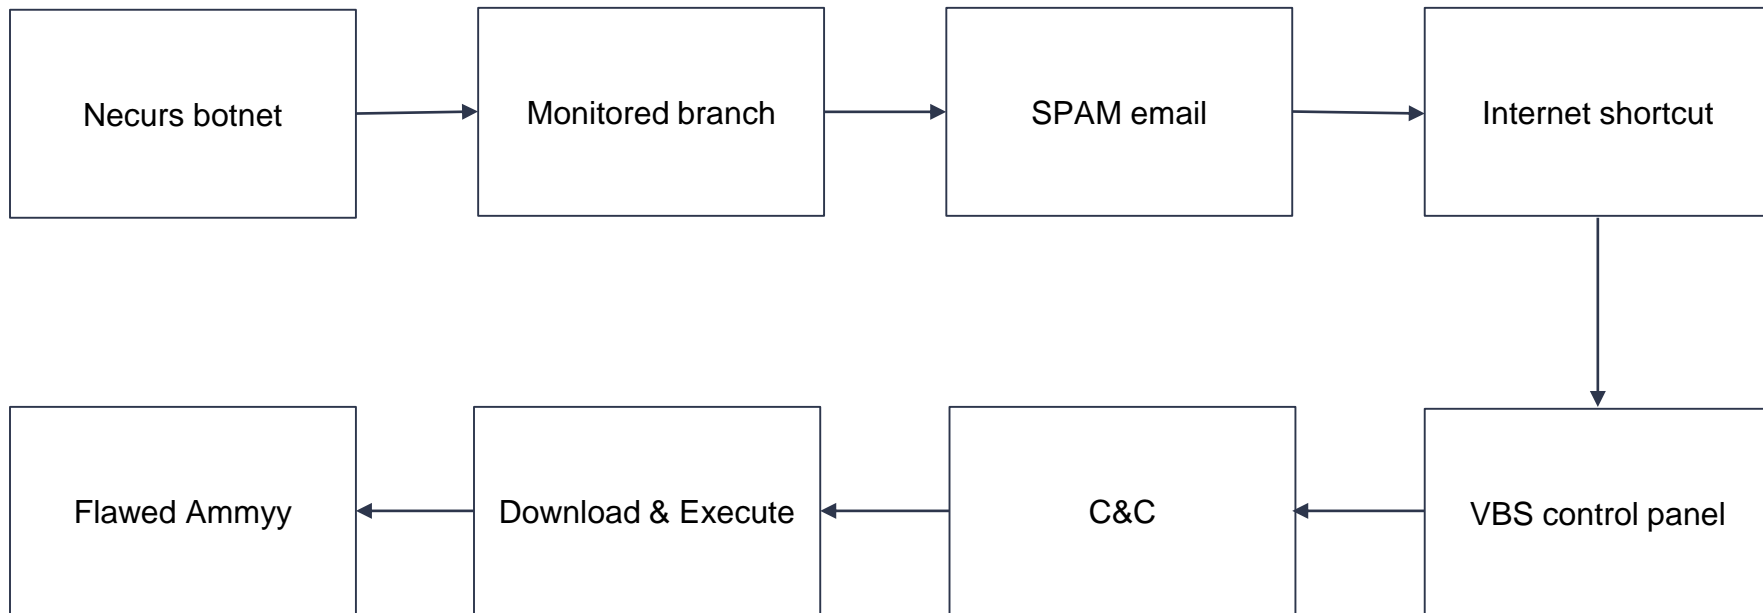 Necurs botnet
Monitored branch
SPAM email
Internet shortcut
Flawed Ammyy
Download & Execute
C&C
VBS control panel